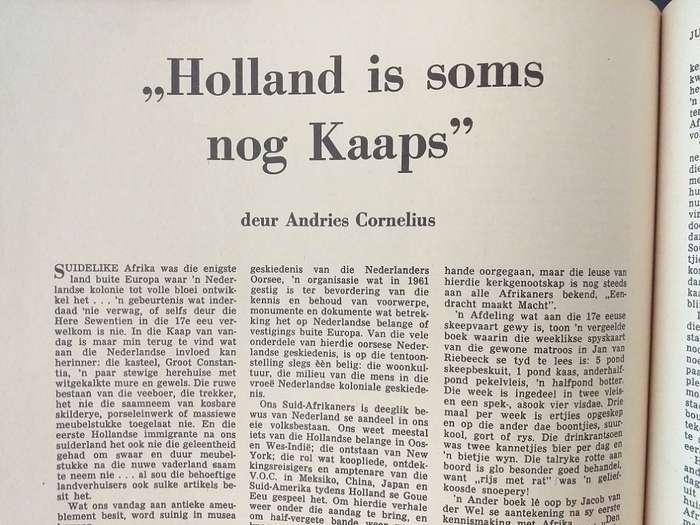 „Holland is soms
nog Kaaps”
deur Andries Cornelius
SUIDELIKE Afrika was die enigste
land buite Europa waar 'n Neder-
landse kolonie tot volle bloei ontwik-
kel het . . . 'n gebeurtenis wat inder-
daad 'nie verwag, of selfs deur die
Here Sewentien in die 17e eeu ver-
welkom is nie. In die Kaap van van-
dag is maar min terug te vind wat
aan die Nederlandse invloed kan
herinner: die kasteel, Groot Constan-
tia, 'n paar stewige herehuise met
witgekalkte mure en gewels. Die ruwe
bestaan van die veeboer, die trekker,
het nie die saamneem van kosbare
skilderye, porseleinwerk of massiewe
meubelstukke toegelaat nie. En die
eerste Hollandse immigrante na ons
suiderland het ook nie die geleentheid
gehad om swaar en duur meubel-
stukke na die nuwe vaderland saam
te neem nie . . . al sou die behoeftige
landverhuisers ook sulke artikels be-
sit het.
Wat ons vandag aan antieke ameu-
blement besit, word suinig in musea
geskiedenis van die Nederlanders
Oorsee, 'n organisasie wat in 1961
gestig is ter bevordering van die
kennis en behoud van voorwerpe,
monumente en dokumente wat betrek-
king het op Nederlandse belange of
vestigings buite Europa. Van die vele
onderdele van hierdie oorsese Neder-
landse geskiedenis, is op die tentoon-
stelling slegs één belig: die woonkul-
tuur, die milieu van die mens in die
vroeë Nederlandse koloniale geskiede-
nis.
Ons Suid-Afrikaners is deeglik be-
wus van Nederland se aandeel in ons
eie volksbestaan. Ons weet meestal
iets van die Hollandse belange in Oos-
en Wes-Indië; die ontstaan van New
York; die rol wat kooplied­e, ontdek-
kingsreisigers en amptenare van die
V.O.C. in Meksiko, China, Japan en
Suid-Amerika tydens Holland se Goue
Eeu gespeel het. Om hierdie verhale
weer onder die aandag te bring, en
om half-vergete bande weer
hande oorgegaan, maar die leuse van
hierdie kerkgenootskap is nog steeds
aan alle Afrikaners bekend, „Een-
dracht maakt Macht”.
'n Afdeling wat aan die 17e eeuse
skeepvaart gewy is, toon 'n vergeelde
boek waarin die weeklikse spyskaart
van die gewone matroos in Jan van
Riebeeck se tyd te lees is: 5 pond
skeepbeskuit, 1 pond kaas, anderhalf-
pond pekelvleis, 'n halfpond botter.
Die week is ingedeel in twee vleis-
en een spek-, asook vier visdae. Drie
maal per week is ertjies opgeskep
en op die ander dae boontjies, suur-
kool, gort of rys. Die drinkrantsoen
was twee kannetjies bier per dag en
'n bietjie wyn. Die talryke rotte aan
boord is glo besonder goed behandel,
want „rijs met rat” was 'n gelief-
koosde snoepery!
'n Ander boek lê oop by Jacob van
der Wel se aantekening na sy eerste
kennismaking met Afrika „Den